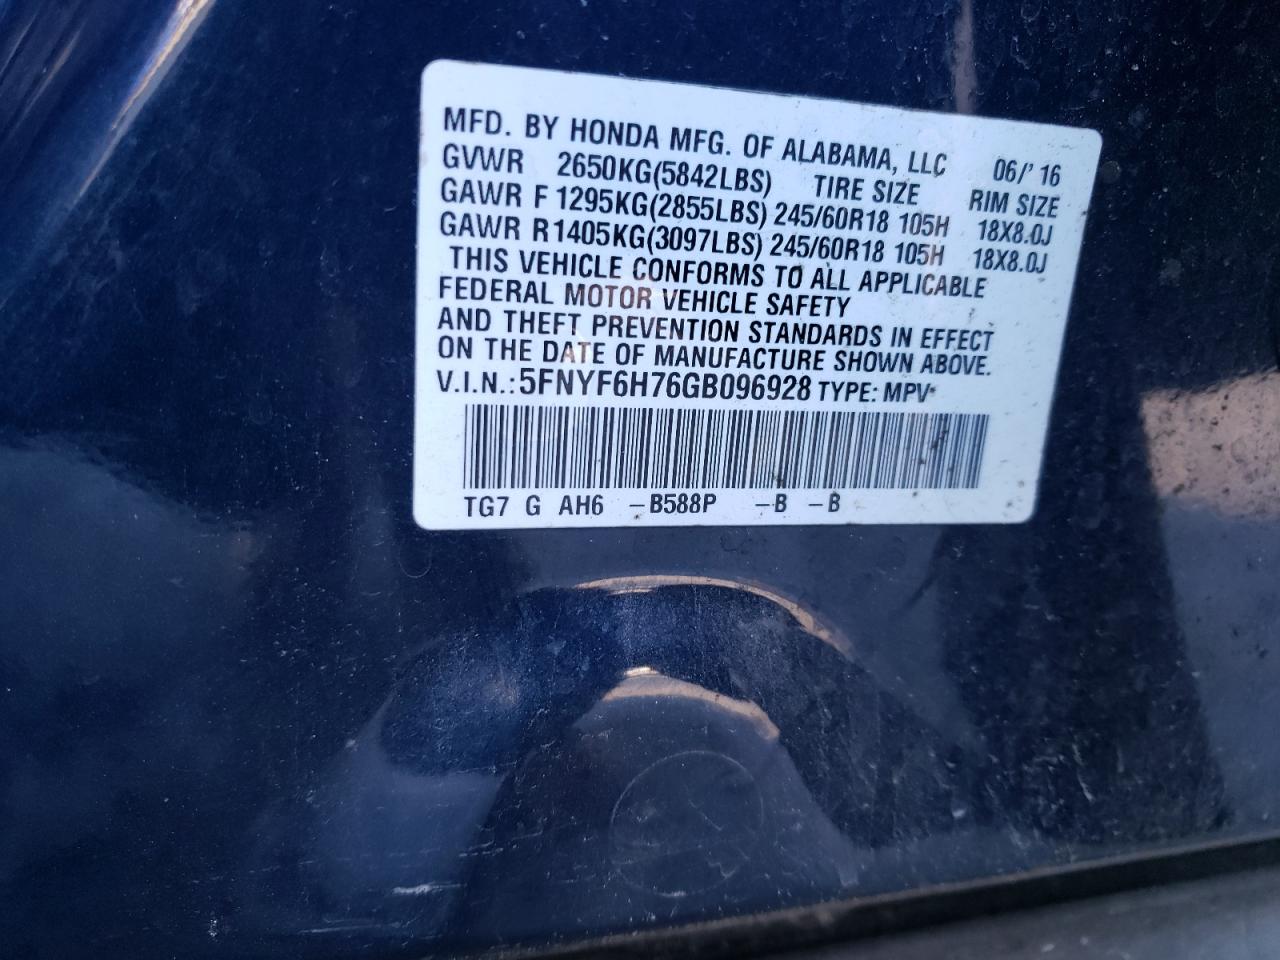 MFD. BY HONDA MFG. OF ALABAMA, LLC 06/' 16
GVWR 2650KG(5842LBS) TIRE SIZE RIM SIZE
GAWR F 1295KG(2855LBS) 245/60R18 105H 18X8.0J
GAWR R1405KG(3097LBS) 245/60R18 105H 18X8.0J
THIS VEHICLE CONFORMS TO ALL APPLICABLE
FEDERAL MOTOR VEHICLE SAFETY
AND THEFT PREVENTION STANDARDS IN EFFECT
ON THE DATE OF MANUFACTURE SHOWN ABOVE.
V.I.N.: 5FNYF6H76GB096928 TYPE: MPV*
TG7 G AH6 –B588P –B –B